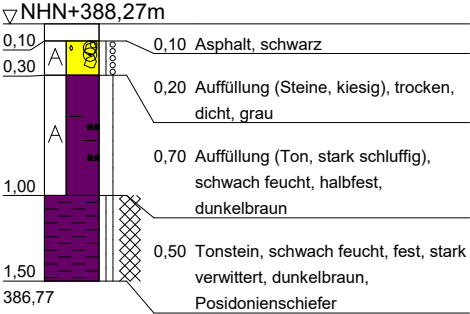 ▽NHN+388,27m
0,10
0,10 Asphalt, schwarz
A
0,30
0,20 Auffüllung (Steine, kiesig), trocken,
dicht, grau
A
0,70 Auffüllung (Ton, stark schluffig),
schwach feucht, halbfest,
dunkelbraun
1,00
0,50 Tonstein, schwach feucht, fest, stark
verwittert, dunkelbraun,
Posidonienschiefer
1,50
386,77